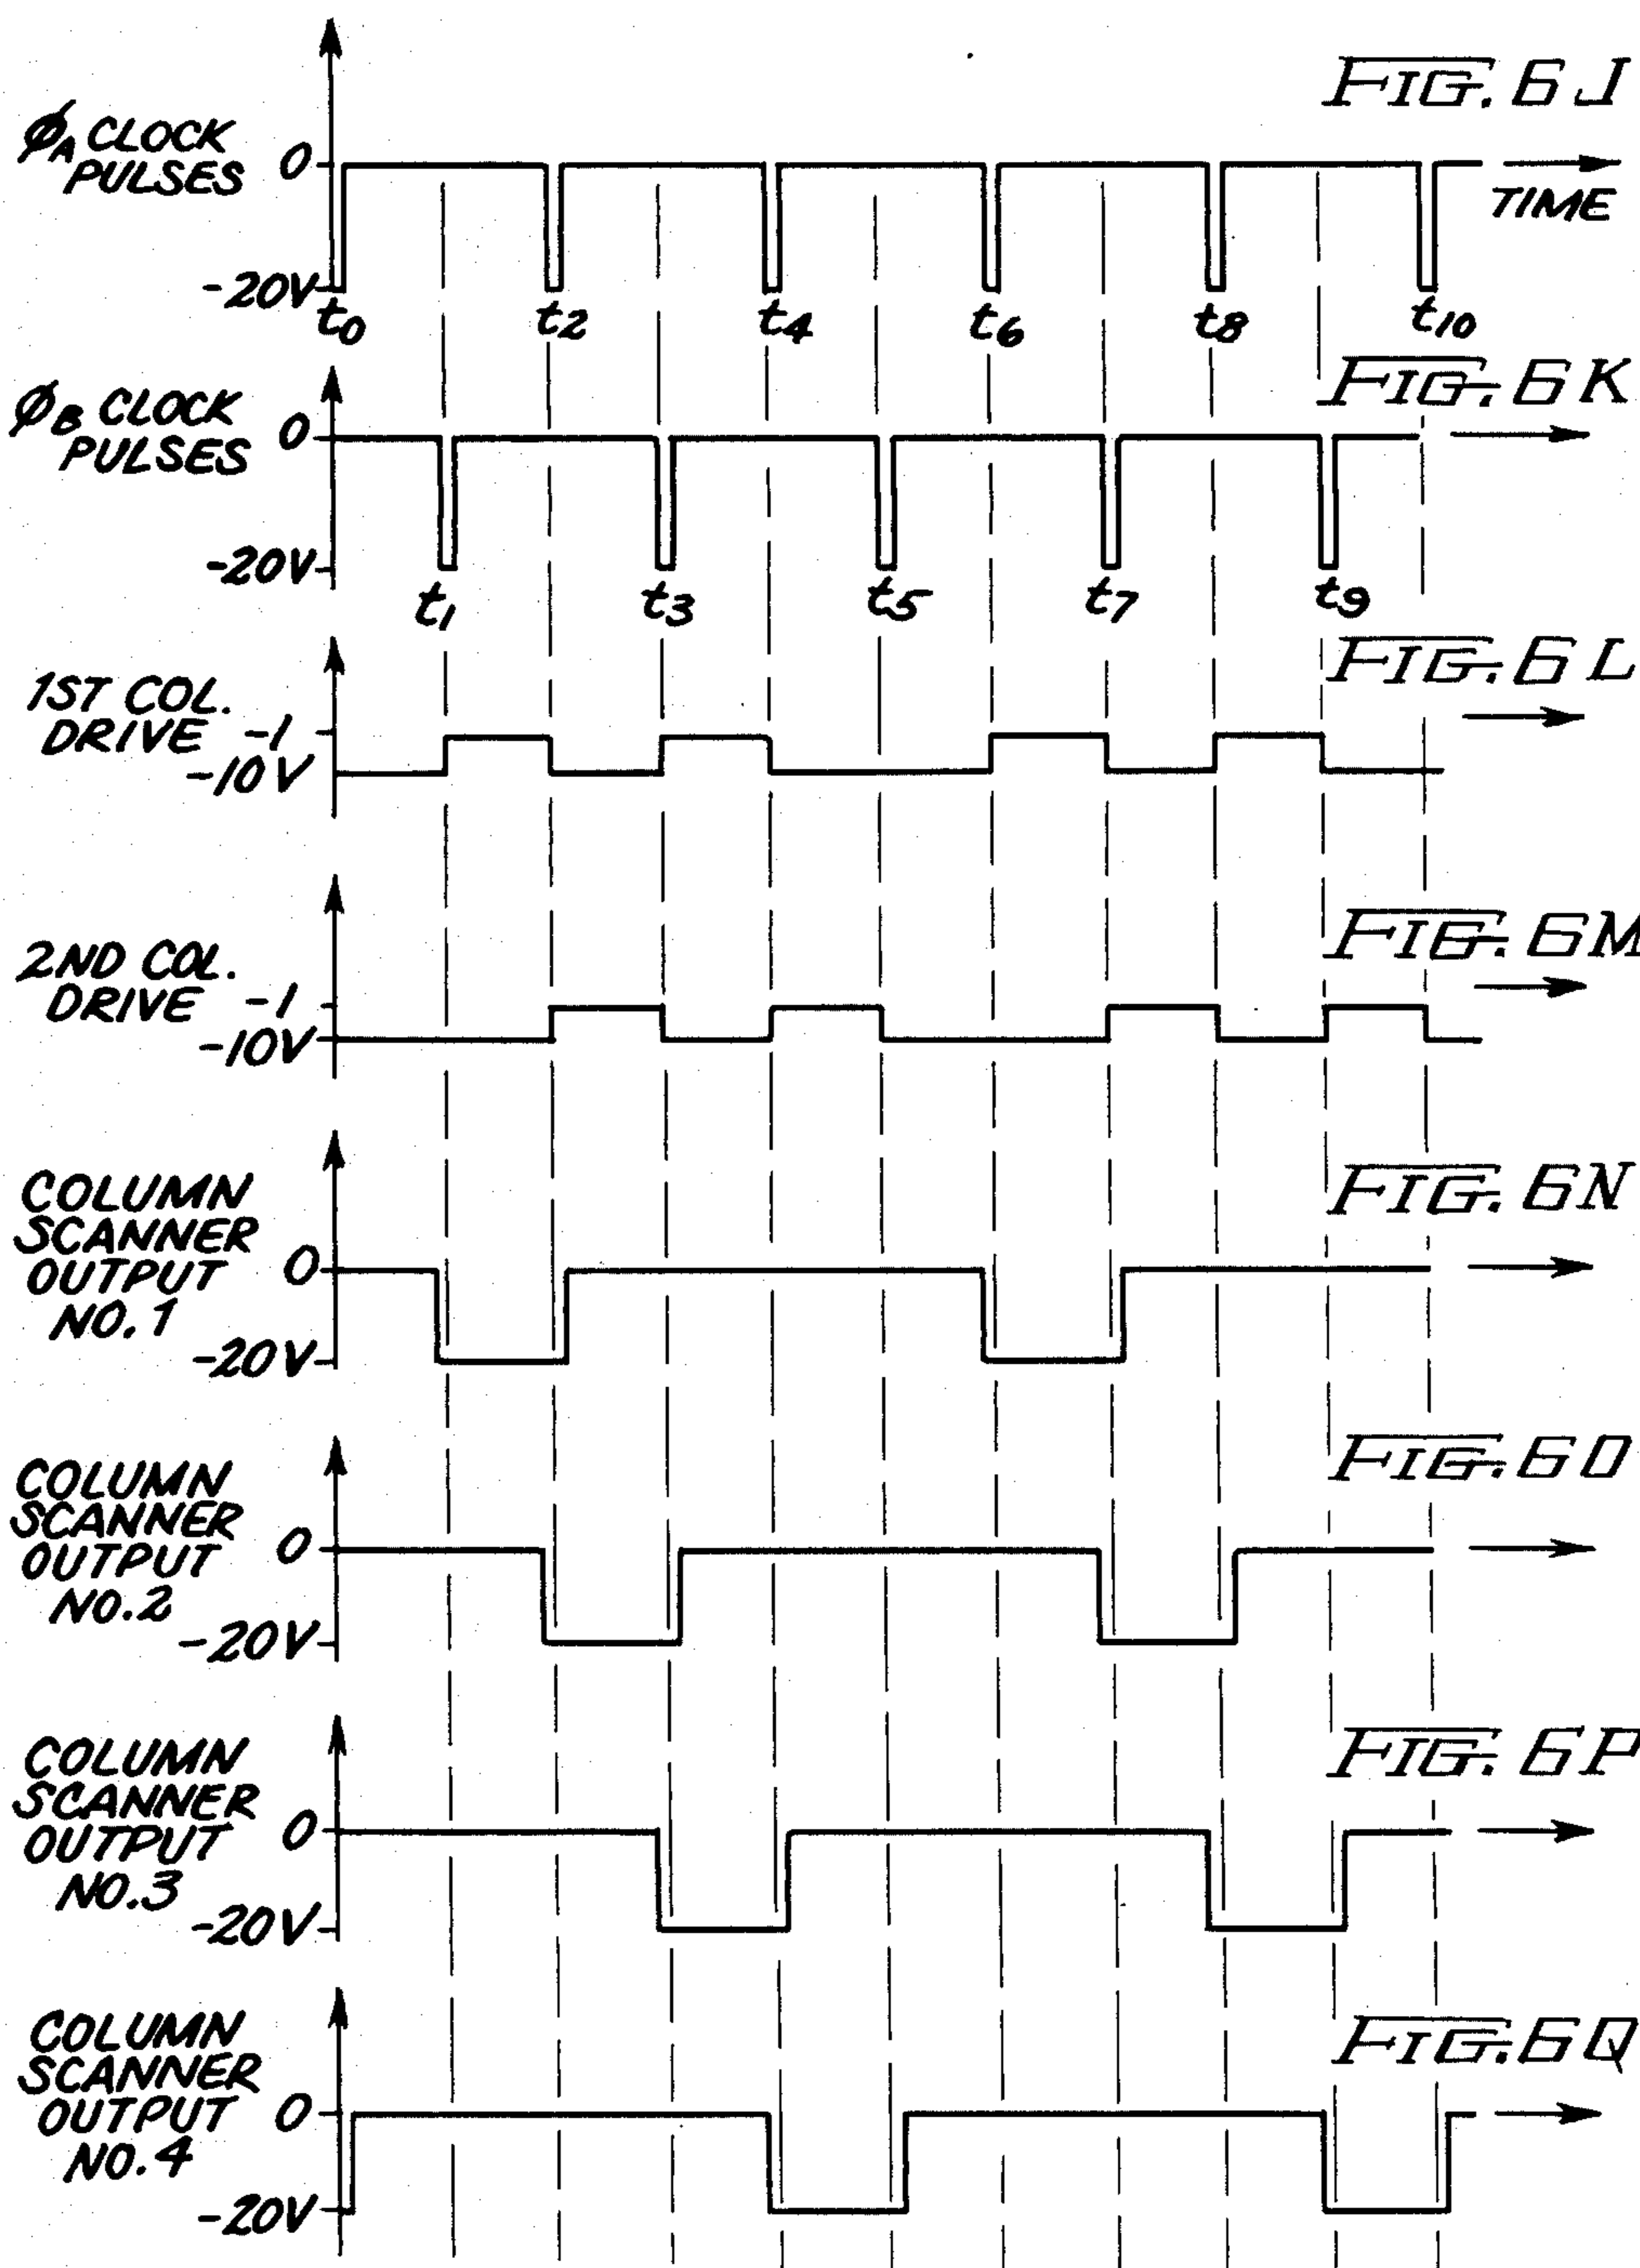 FIG. 6J
ØA CLOCK
PULSES
0
-20V
TIME
t0
t2
t4
t6
t8
t10
FIG. 6K
ØB CLOCK
PULSES
0
-20V
t1
t3
t5
t7
t9
FIG. 6L
1ST COL.
DRIVE
-1
-10V
FIG. 6M
2ND COL.
DRIVE
-1
-10V
FIG. 6N
COLUMN
SCANNER
OUTPUT
NO.1
0
-20V
FIG. 6O
COLUMN
SCANNER
OUTPUT
NO.2
0
-20V
FIG. 6P
COLUMN
SCANNER
OUTPUT
NO.3
0
-20V
FIG. 6Q
COLUMN
SCANNER
OUTPUT
NO.4
0
-20V